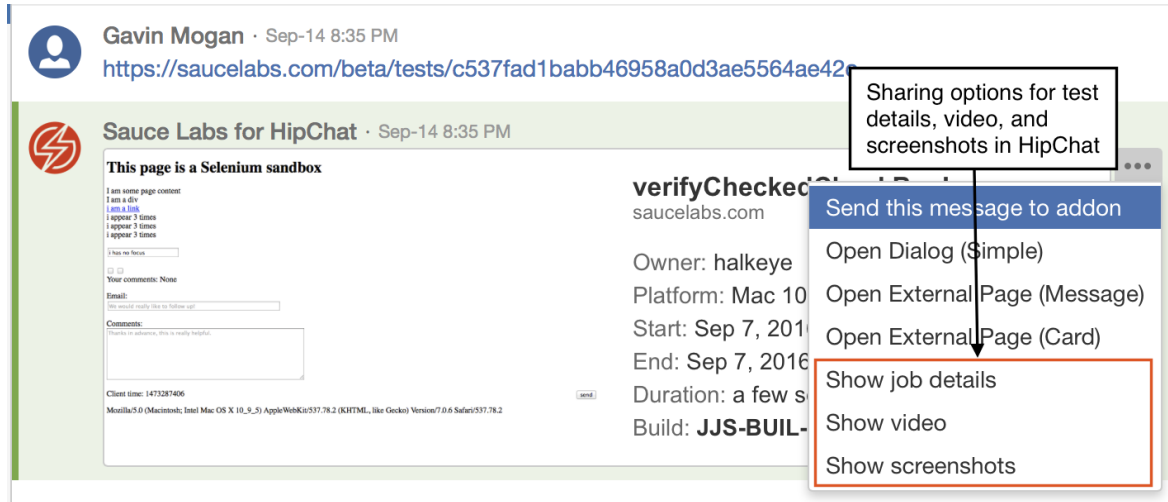 Gavin Mogan · Sep-14 8:35 PM
https://saucelabs.com/beta/tests/c537fad1babb46958a0d3ae5564ae42c
Sharing options for test
details, video, and
screenshots in HipChat
Sauce Labs for HipChat · Sep-14 8:35 PM
This page is a Selenium sandbox
I am some page content
I am a div
i am a link
i appear 3 times
i appear 3 times
i appear 3 times
i has no focus
Your comments: None
Email:
We would really like to follow up!
Comments:
Thanks in advance, this is really helpful.
Client time: 1473287406
send
Mozilla/5.0 (Macintosh; Intel Mac OS X 10_9_5) AppleWebKit/537.78.2 (KHTML, like Gecko) Version/7.0.6 Safari/537.78.2
saucelabs.com
Owner: halkeye
Platform: Mac 10
Start: Sep 7, 201
End: Sep 7, 2016
Duration: a few s
Build: JJS-BUIL-
Send this message to addon
Open Dialog (Simple)
Open External Page (Message)
Open External Page (Card)
Show job details
Show video
Show screenshots